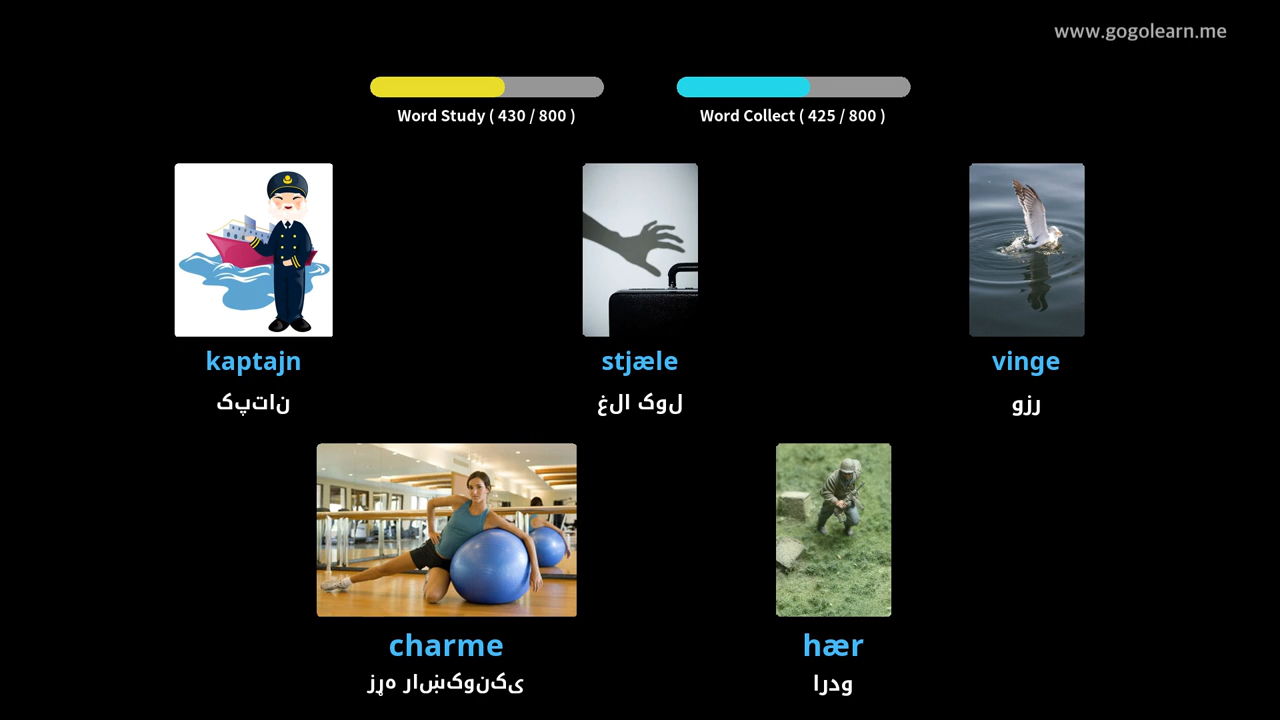 www.gogolearn.me
Word Study ( 430 / 800 )
Word Collect ( 425 / 800 )
kaptajn
stjæle
vinge
ناتپک
لوک الغ
رزو
charme
hær
یکنوکښار هړز
ودرا